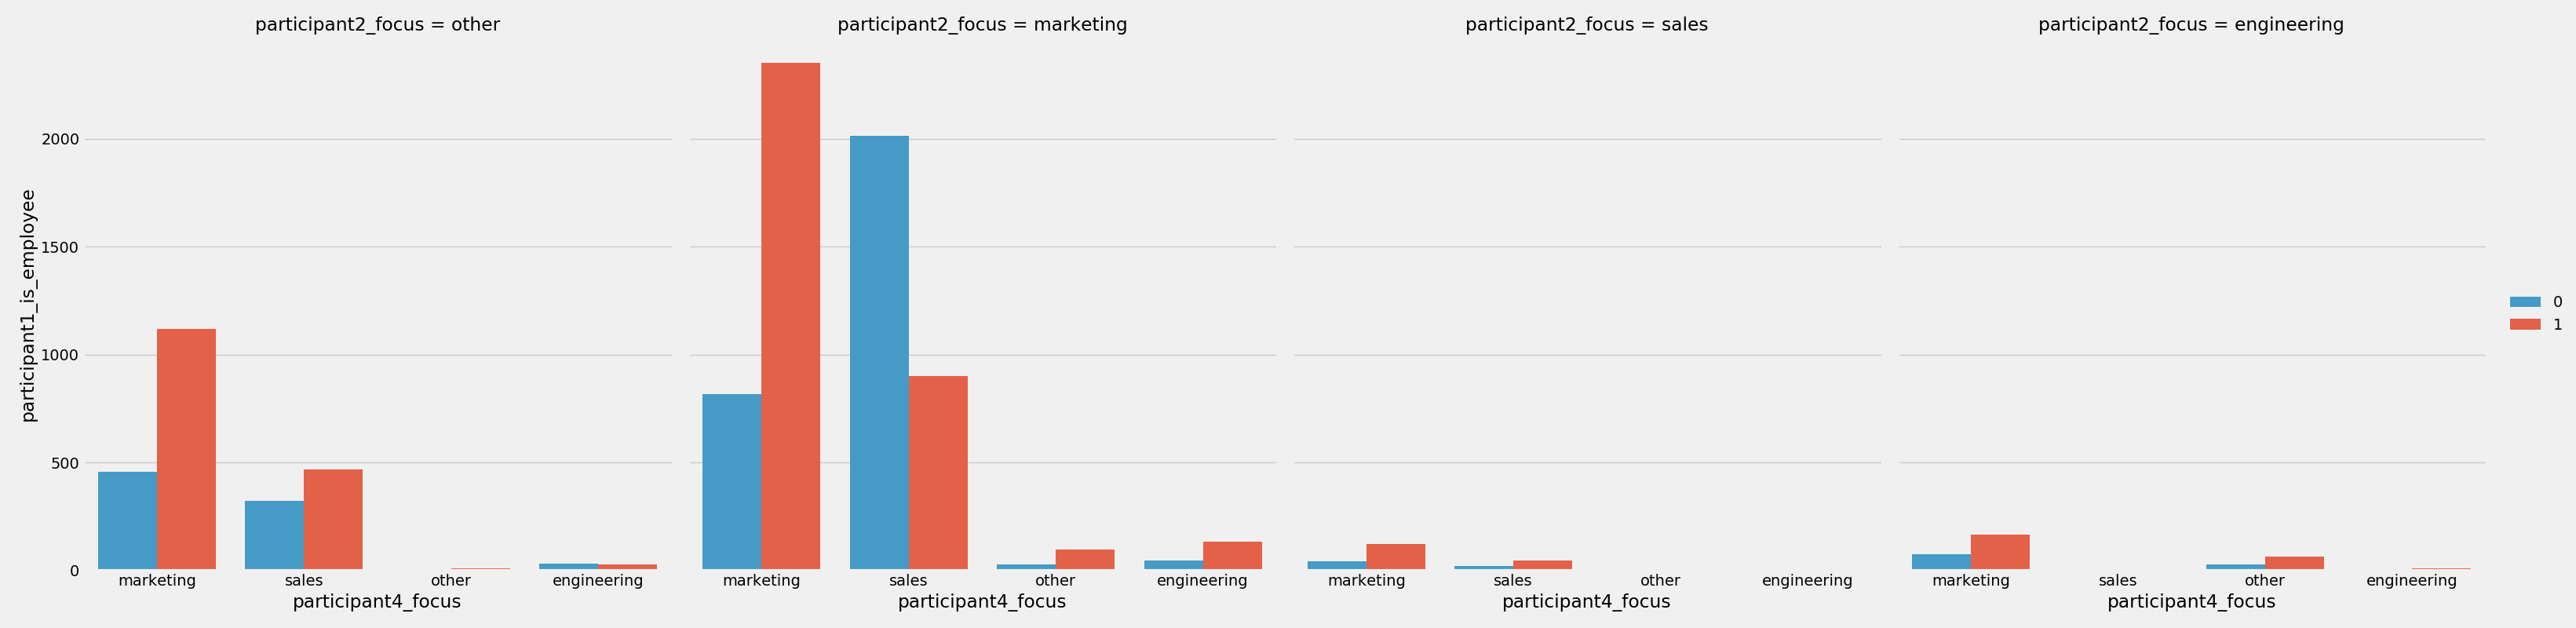 participant2_focus = other
participant2_focus = marketing
participant2_focus = sales
participant2_focus = engineering
participant1_is_employee
2000
1500
1000
500
0
0
1
marketing sales other engineering
marketing sales other engineering
marketing sales other engineering
marketing sales other engineering
participant4_focus
participant4_focus
participant4_focus
participant4_focus